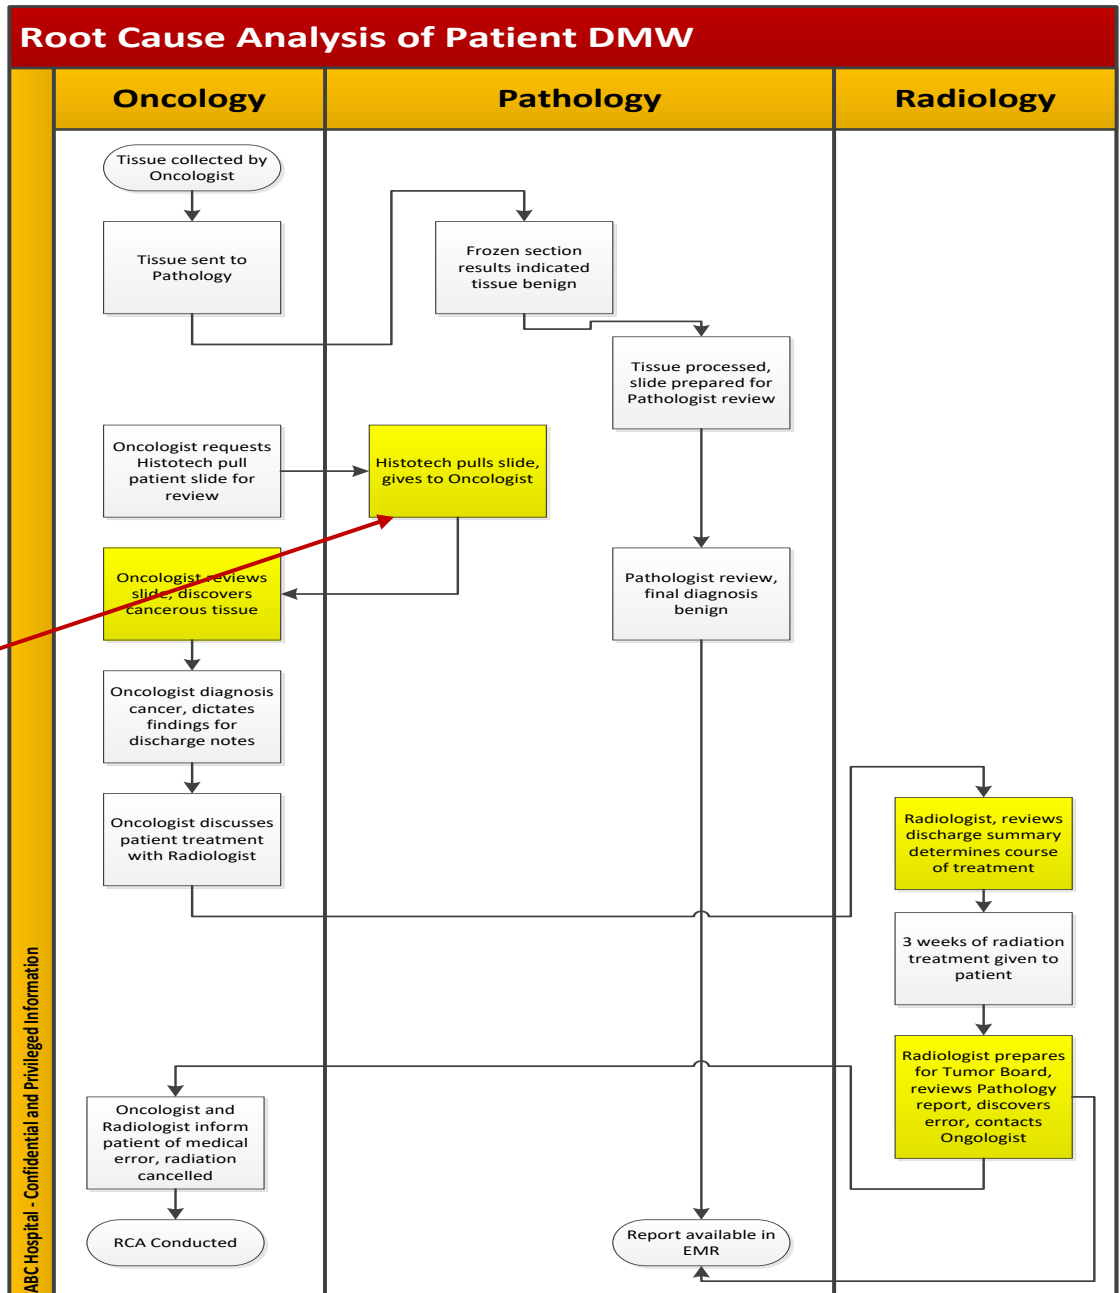 Root Cause Analysis of Patient DMW
Oncology
Pathology
Radiology
Tissue collected by
Oncologist
Tissue sent to
Pathology
Frozen section
results indicated
tissue benign
Tissue processed,
slide prepared for
Pathologist review
Oncologist requests
Histotech pull
patient slide for
review
Histotech pulls slide,
gives to Oncologist
Oncologist reviews
slide, discovers
cancerous tissue
Pathologist review,
final diagnosis
benign
Oncologist diagnosis
cancer, dictates
findings for
discharge notes
Oncologist discusses
patient treatment
with Radiologist
Radiologist, reviews
discharge summary
determines course
of treatment
3 weeks of radiation
treatment given to
patient
Radiologist prepares
for Tumor Board,
reviews Pathology
report, discovers
error, contacts
Ongologist
Oncologist and
Radiologist inform
patient of medical
error, radiation
cancelled
RCA Conducted
Report available in
EMR
ABC Hospital - Confidential and Privileged Information